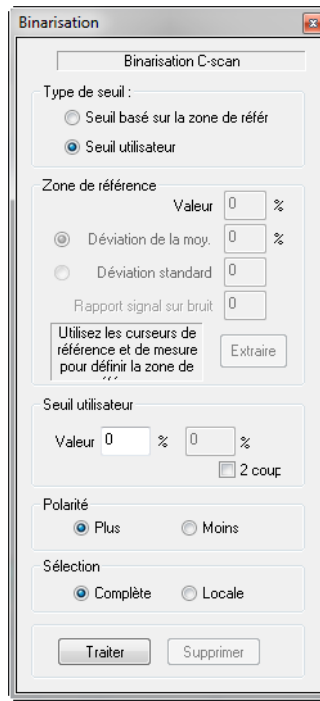 Binarisation
Binarisation C-scan
Type de seuil :
Seuil basé sur la zone de référ
Seuil utilisateur
Zone de référence
Valeur 0 %
Déviation de la moy. 0 %
Déviation standard 0
Rapport signal sur bruit 0
Utilisez les curseurs de
référence et de mesure
pour définir la zone de
Extraire
Seuil utilisateur
Valeur 0 % 0 %
2 coup
Polarité
Plus Moins
Sélection
Complète Locale
Traiter Supprimer